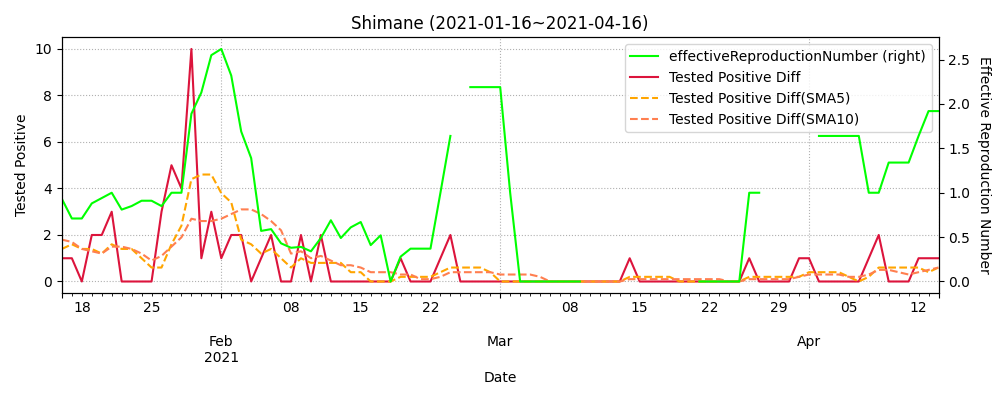 Shimane (2021-01-16~2021-04-16)
effectiveReproductionNumber (right)
Tested Positive Diff
Tested Positive Diff(SMA5)
Tested Positive Diff(SMA10)
Tested Positive
10
8
6
4
2
0
Effective Reproduction Number
2.5
2.0
1.5
1.0
0.5
0.0
18 25 08 15 22 08 15 22 29 05 12
Feb Mar Apr
2021
Date